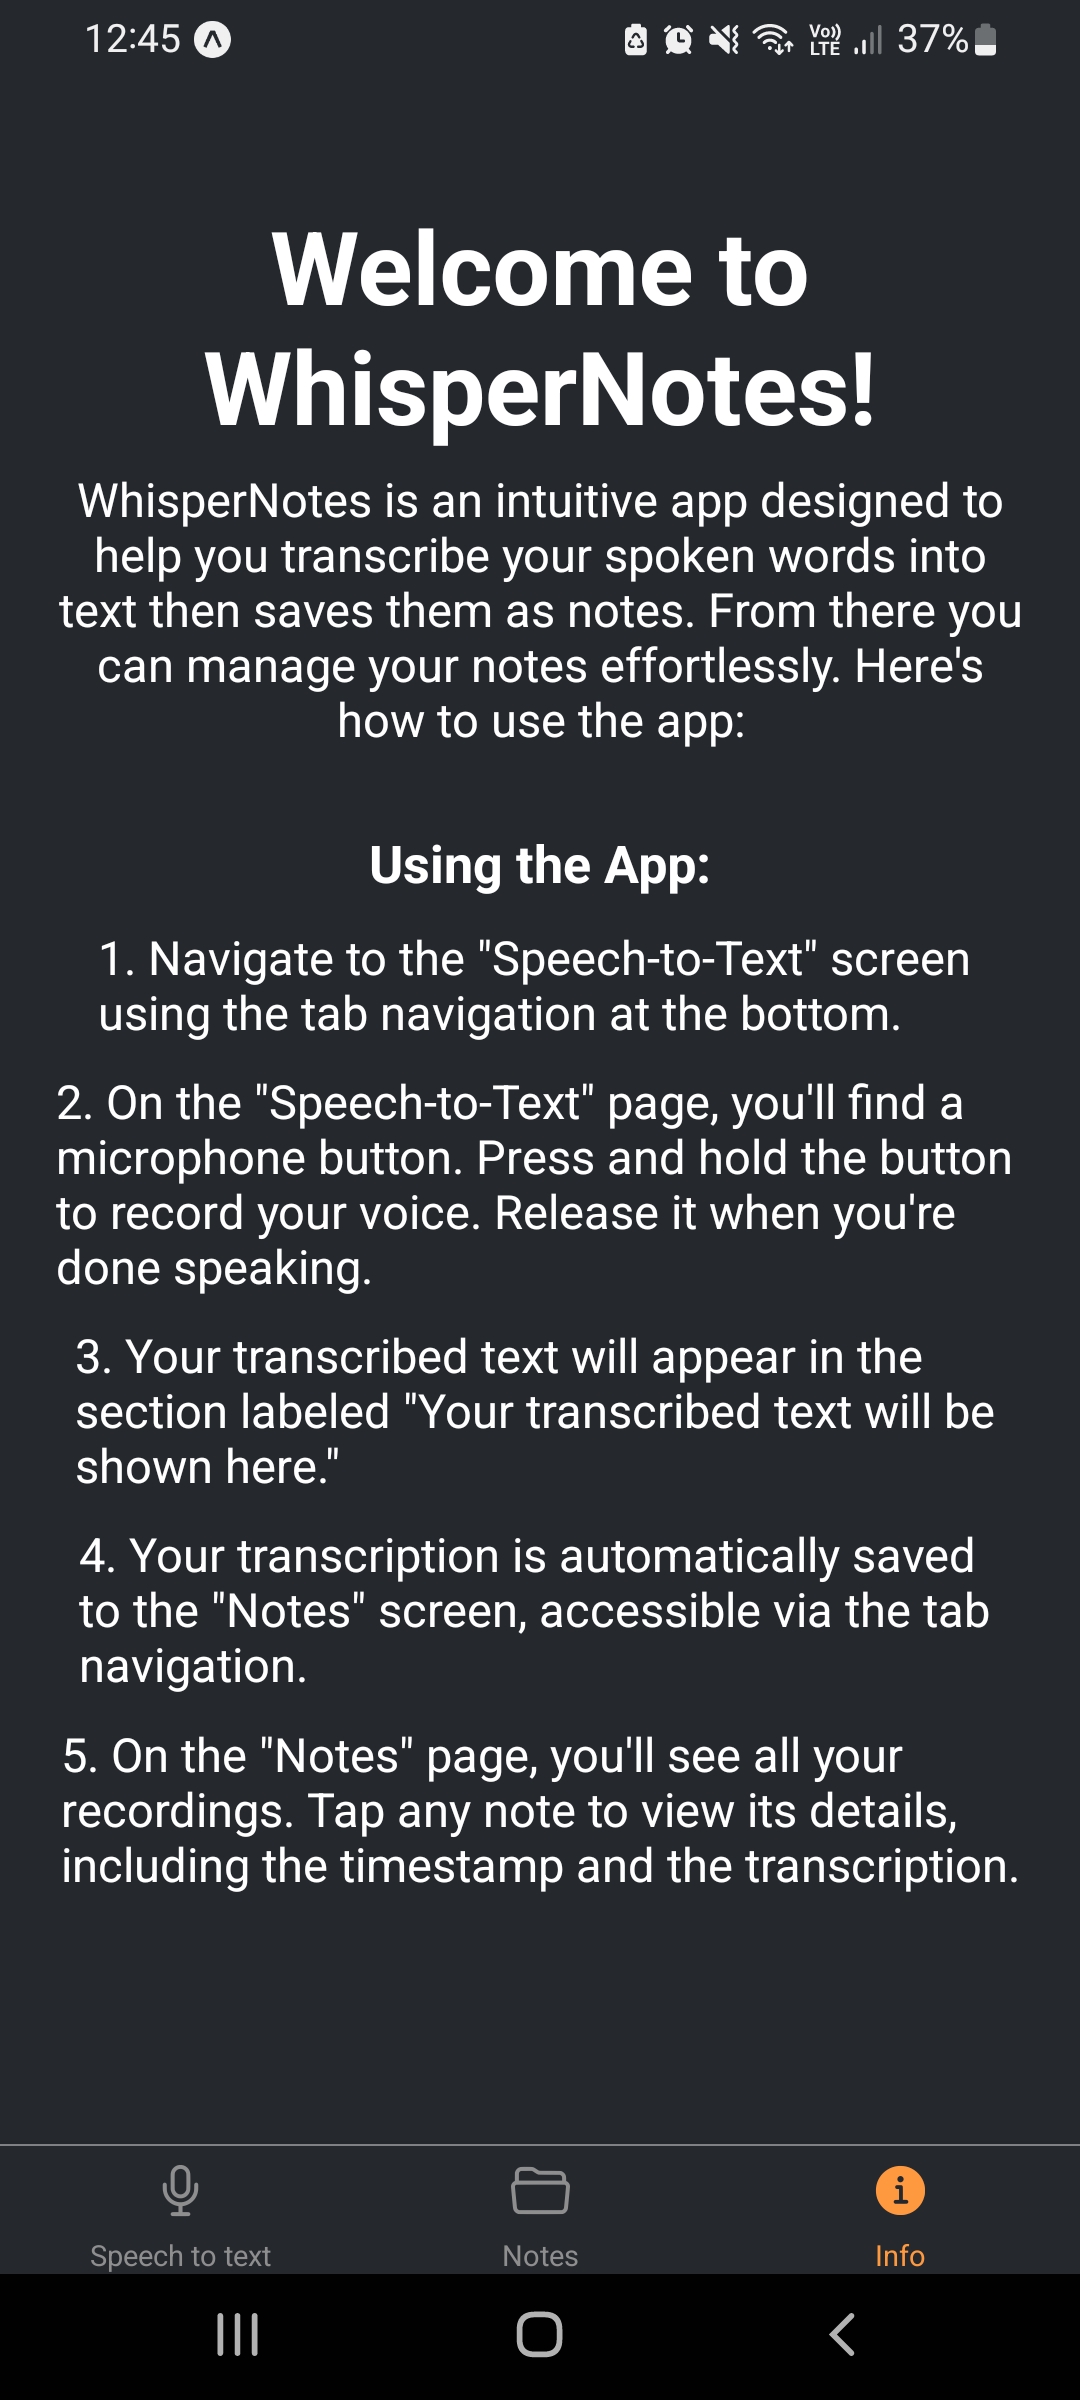 12:45
Vo)) LTE
37%
Welcome to
WhisperNotes!
WhisperNotes is an intuitive app designed to
help you transcribe your spoken words into
text then saves them as notes. From there you
can manage your notes effortlessly. Here's
how to use the app:
Using the App:
1. Navigate to the "Speech-to-Text" screen
using the tab navigation at the bottom.
2. On the "Speech-to-Text" page, you'll find a
microphone button. Press and hold the button
to record your voice. Release it when you're
done speaking.
3. Your transcribed text will appear in the
section labeled "Your transcribed text will be
shown here."
4. Your transcription is automatically saved
to the "Notes" screen, accessible via the tab
navigation.
5. On the "Notes" page, you'll see all your
recordings. Tap any note to view its details,
including the timestamp and the transcription.
Speech to text
Notes
Info